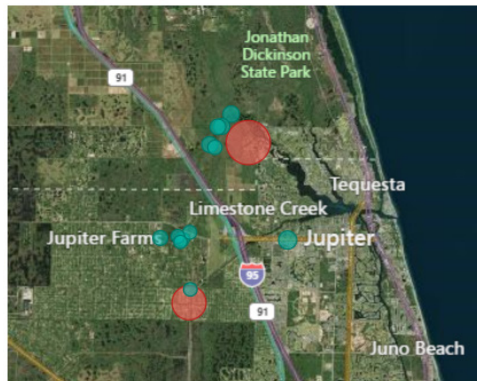 Jonathan
Dickinson
State Park
91
Tequesta
Limestone Creek
Jupiter Farms
Jupiter
95
91
Juno Beach